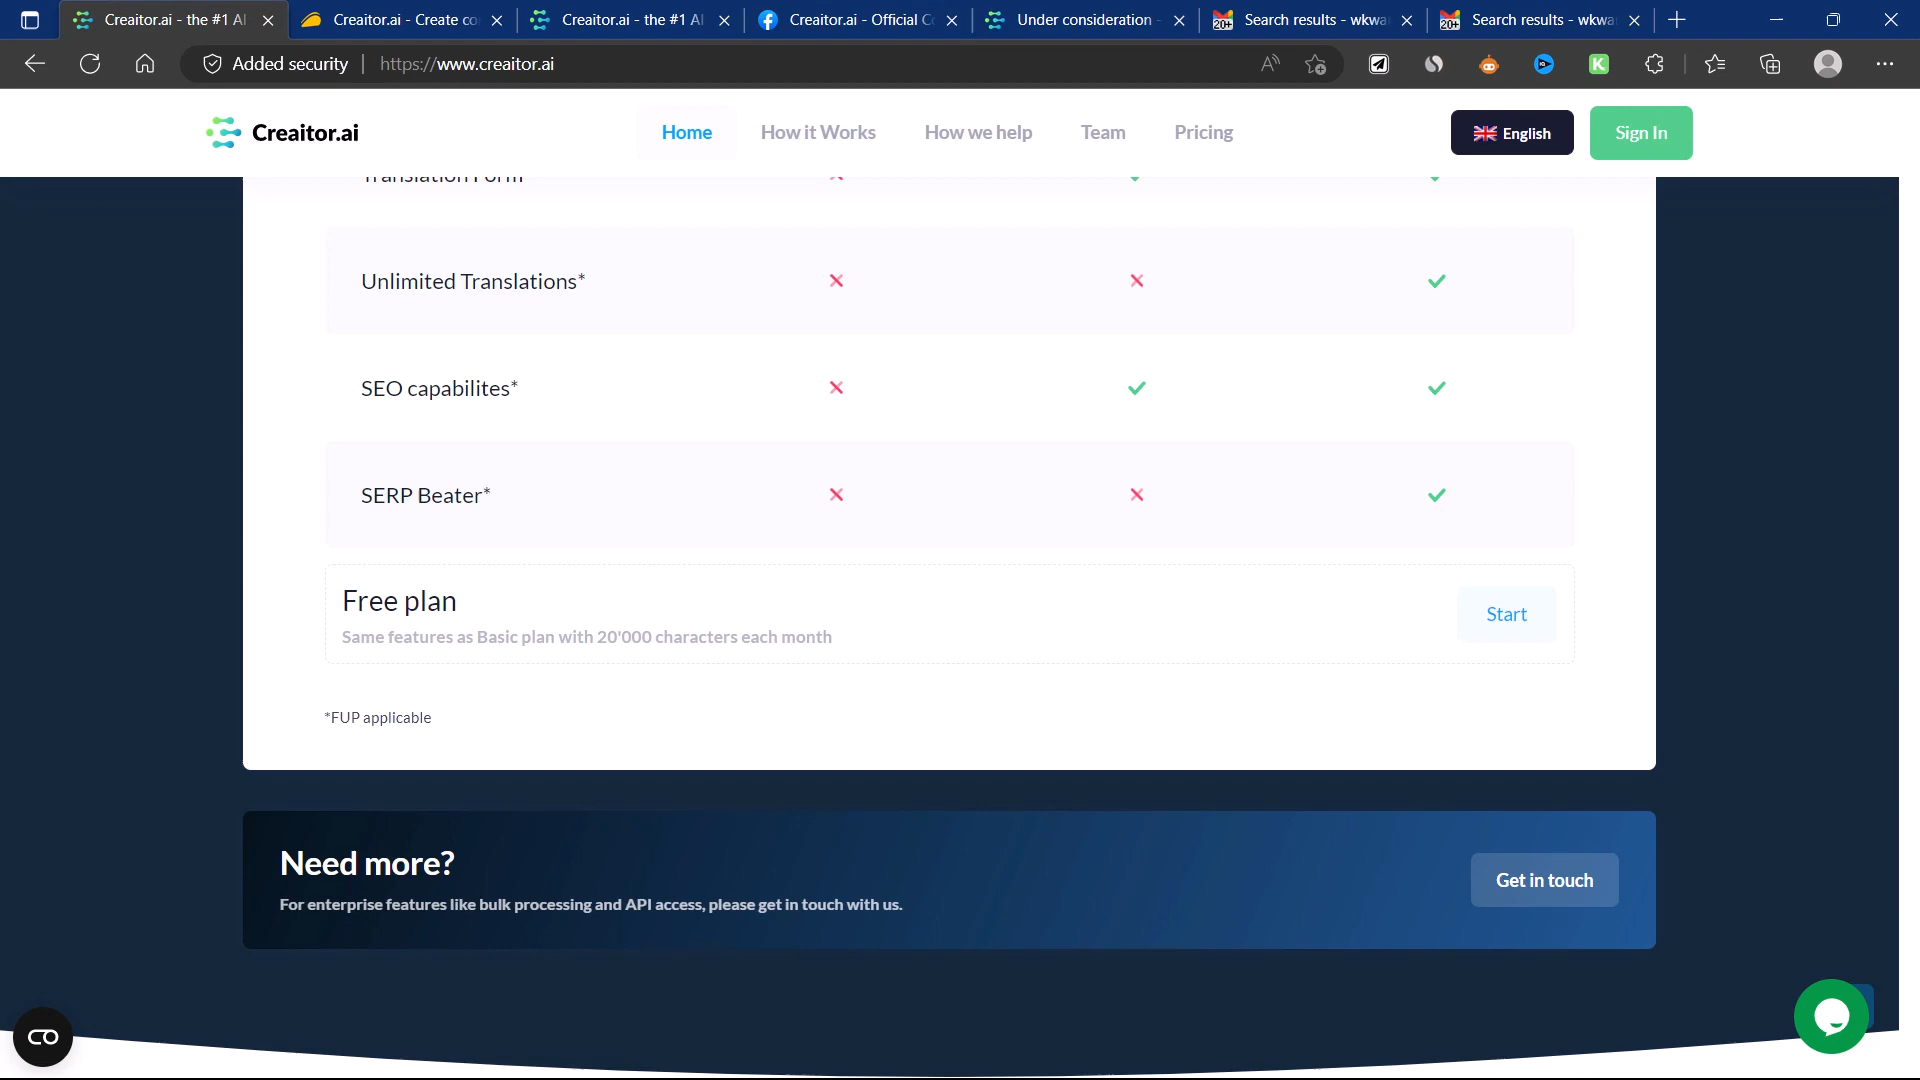 Creaitor.ai - the #1 AI
Creaitor.ai - Create co
Creaitor.ai - the #1 AI
Creaitor.ai - Official Co
Under consideration -
Search results - wkwa
Search results - wkwa
Added security
https://www.creaitor.ai
Creaitor.ai
Home
How it Works
How we help
Team
Pricing
English
Sign In
Translation Form
Unlimited Translations*
SEO capabilites*
SERP Beater*
Free plan
Same features as Basic plan with 20'000 characters each month
Start
*FUP applicable
Need more?
For enterprise features like bulk processing and API access, please get in touch with us.
Get in touch